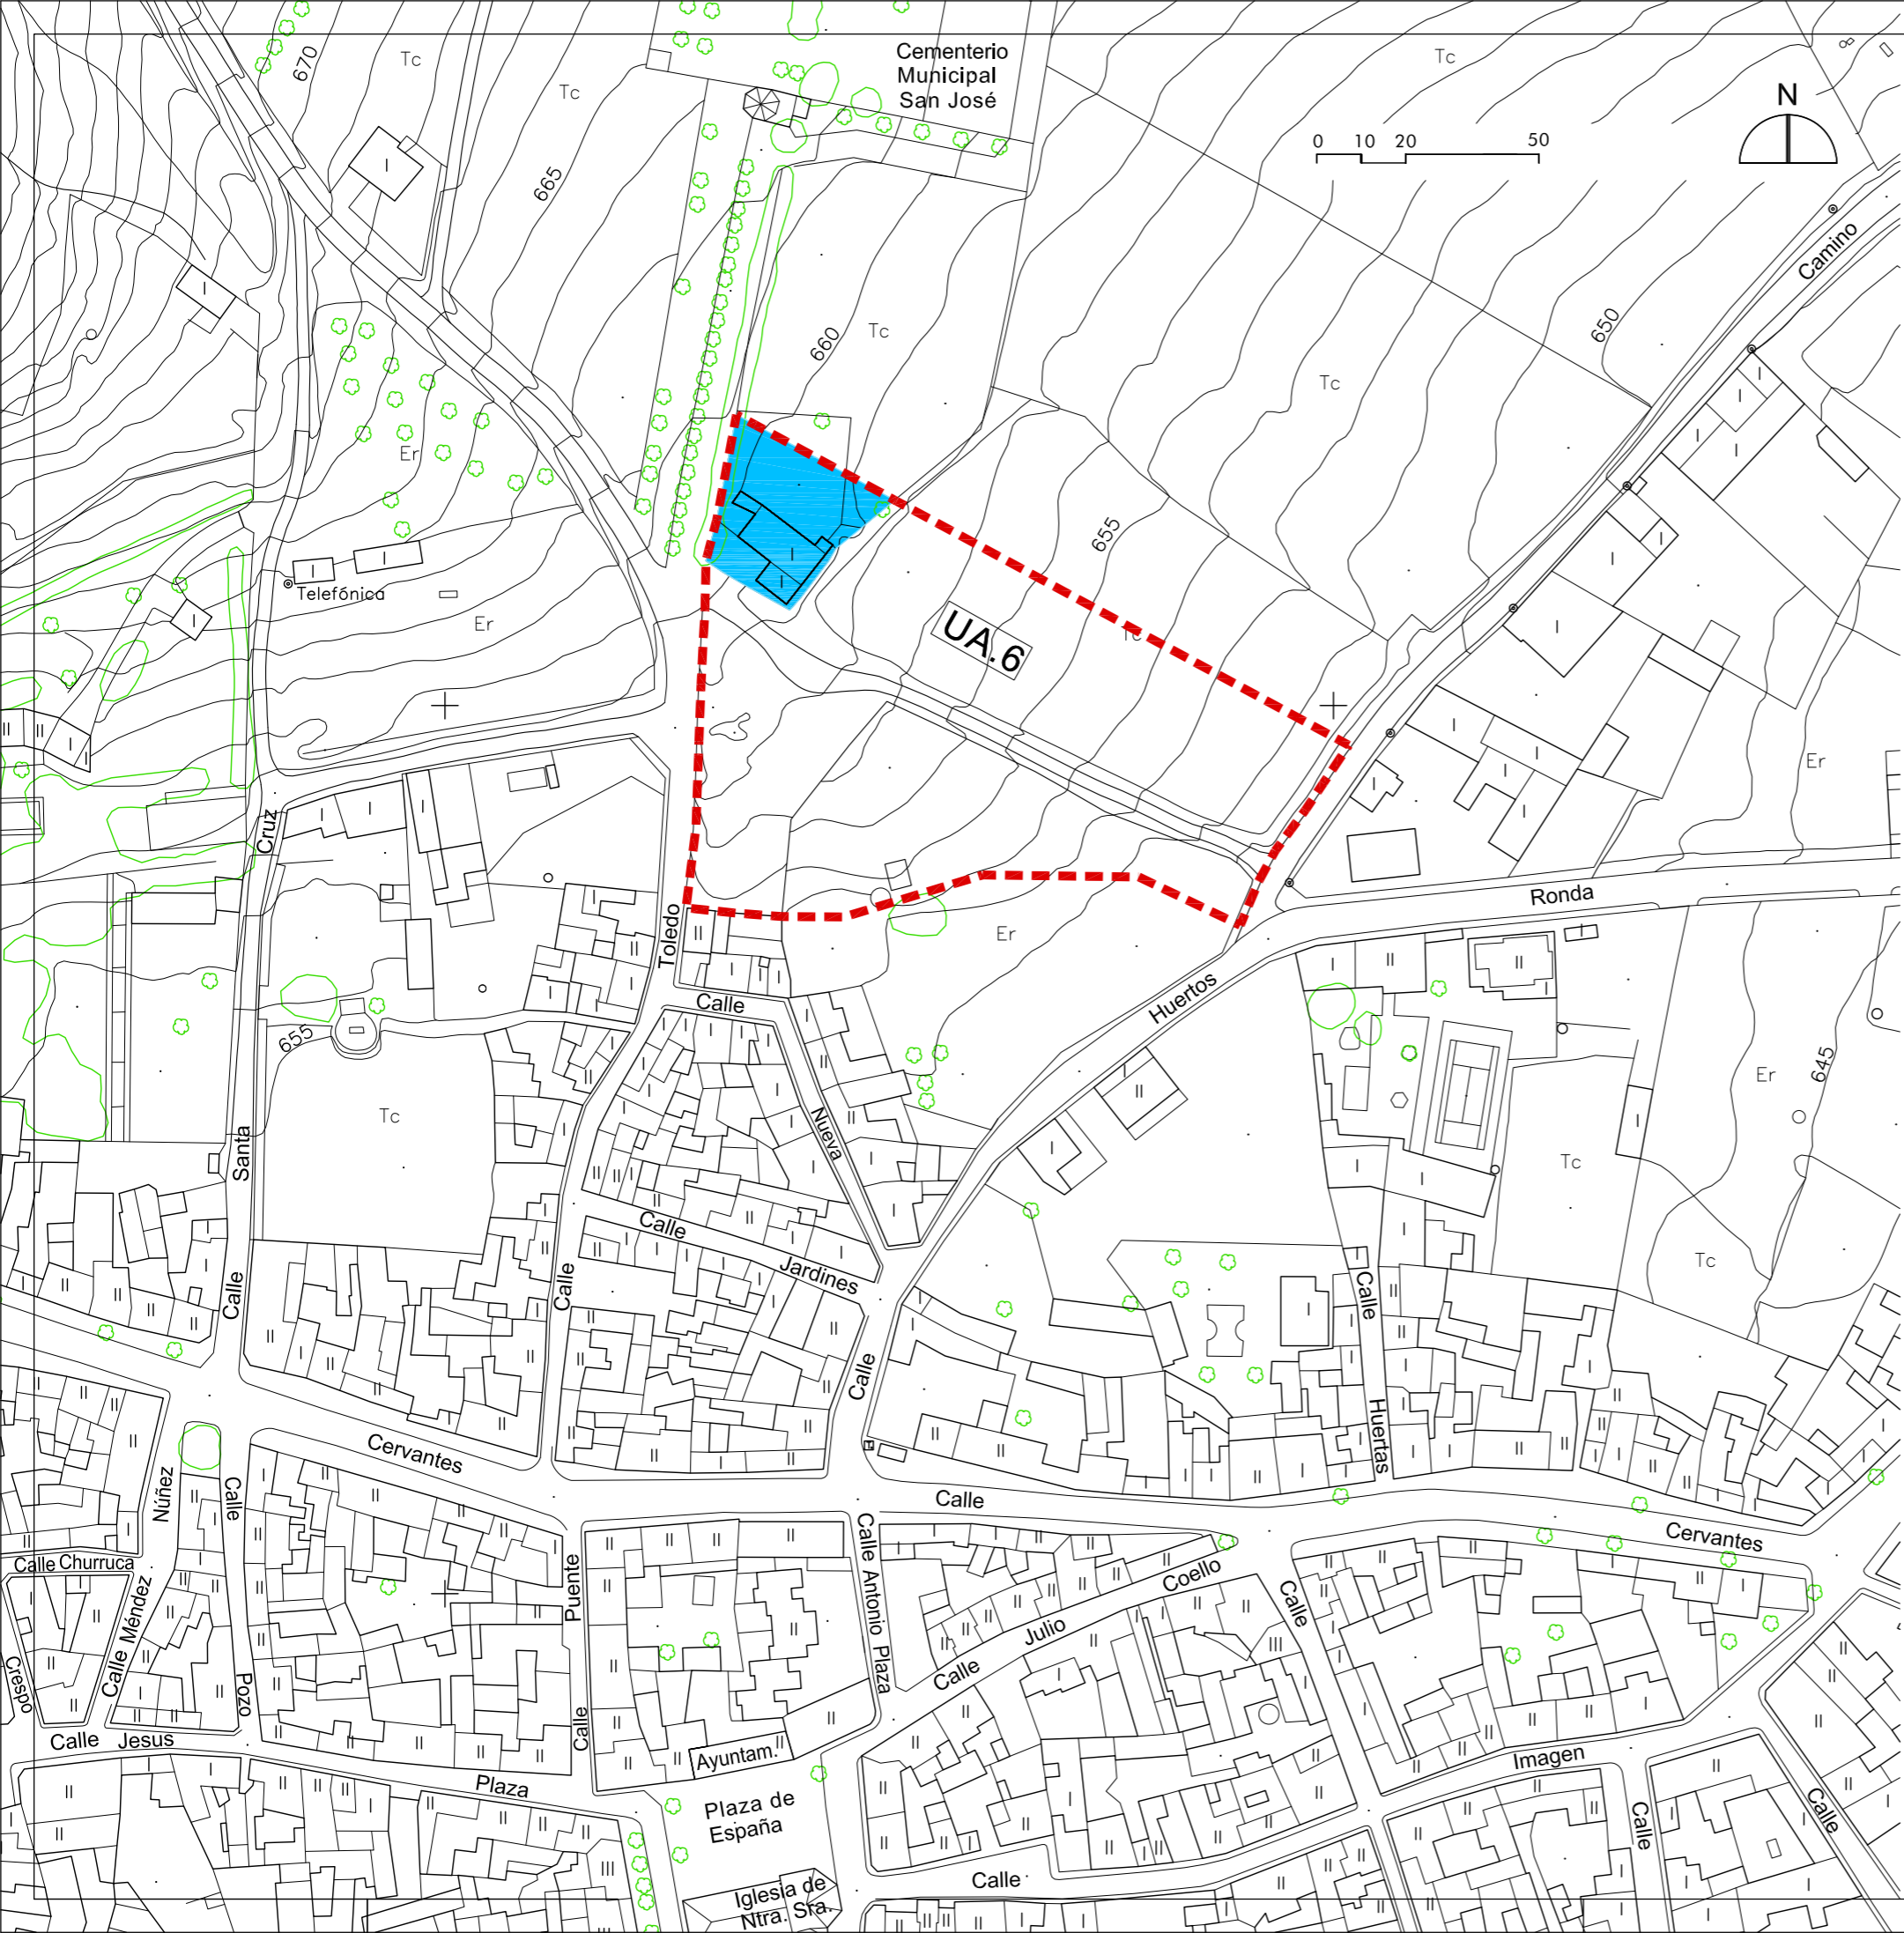 Cementerio
Municipal
San José
N
0 10 20 50
670
Tc
Tc
Tc
665
Camino
660
Tc
650
Tc
Er
655
Telefónica
Er
UA.6
Tc
Er
Cruz
Ronda
Toledo
Er
Calle
Huertos
655
Er
645
Tc
Nueva
Santa
Tc
Calle
Jardines
Tc
Calle
Calle
Calle
Calle
Huertas
Cervantes
Núñez
Calle
Calle
Cervantes
Calle Churruca
Puente
Calle Antonio Plaza
Coello
Calle
Julio
Calle Méndez
Calle
Crespo
Pozo
Calle Jesus
Calle
Ayuntam.
Imagen
Plaza
Plaza de
España
Calle
Calle
Calle
Iglesia de
Ntra. Sra.